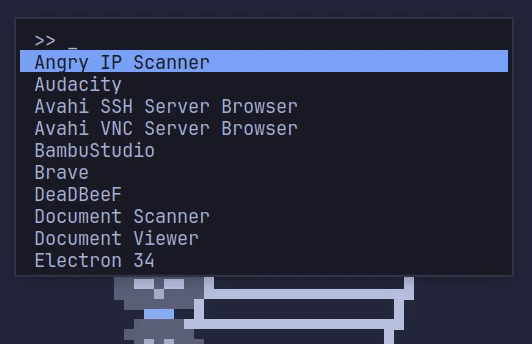 >> _
Angry IP Scanner
Audacity
Avahi SSH Server Browser
Avahi VNC Server Browser
BambuStudio
Brave
DeaDBeeF
Document Scanner
Document Viewer
Electron 34